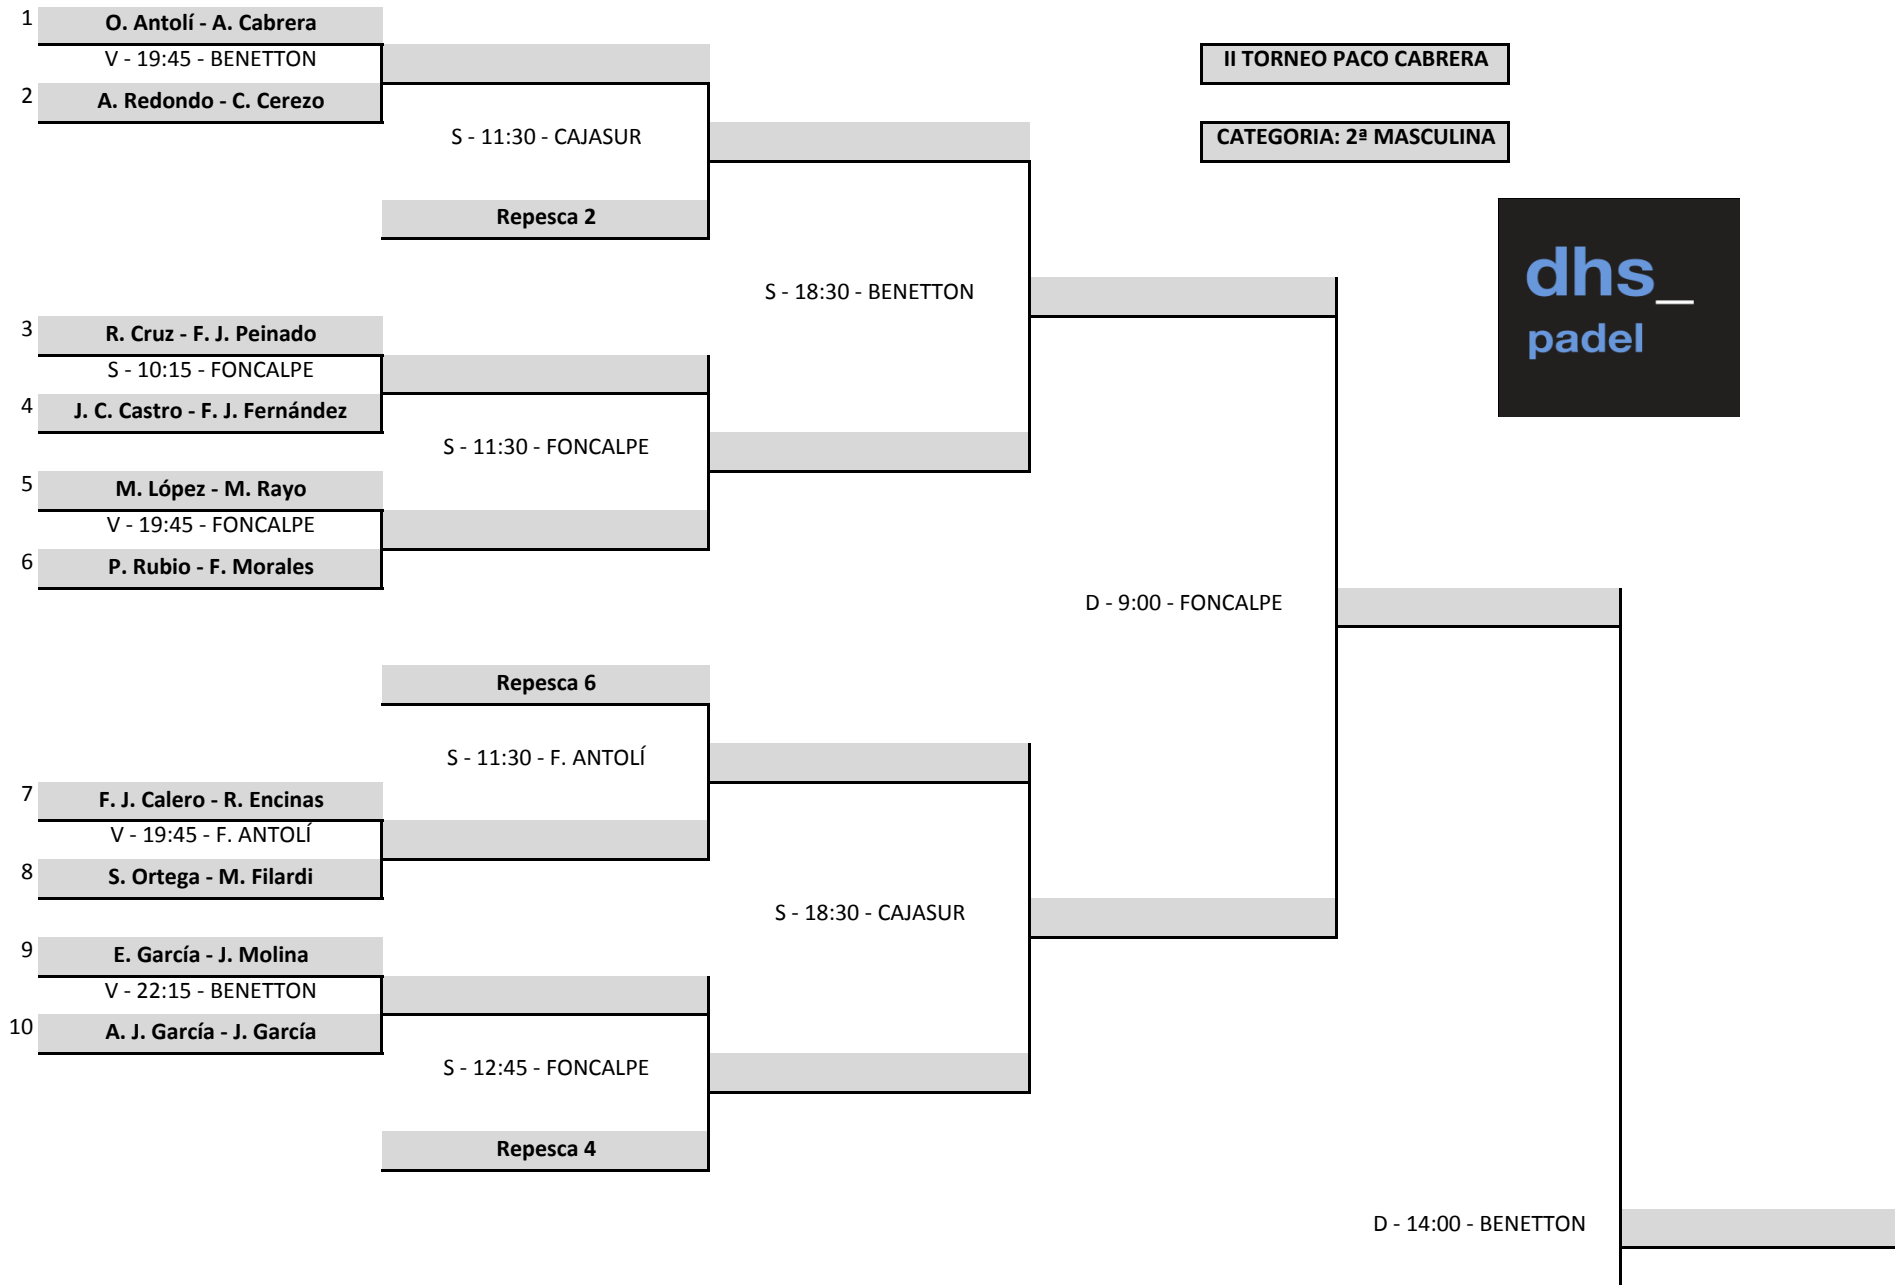 1 O. Antolí - A. Cabrera
V - 19:45 - BENETTON
II TORNEO PACO CABRERA
2 A. Redondo - C. Cerezo
S - 11:30 - CAJASUR
CATEGORIA: 2ª MASCULINA
Repesca 2
dhs_
padel
S - 18:30 - BENETTON
3 R. Cruz - F. J. Peinado
S - 10:15 - FONCALPE
4 J. C. Castro - F. J. Fernández
S - 11:30 - FONCALPE
5 M. López - M. Rayo
V - 19:45 - FONCALPE
6 P. Rubio - F. Morales
D - 9:00 - FONCALPE
Repesca 6
S - 11:30 - F. ANTOLÍ
7 F. J. Calero - R. Encinas
V - 19:45 - F. ANTOLÍ
8 S. Ortega - M. Filardi
S - 18:30 - CAJASUR
9 E. García - J. Molina
V - 22:15 - BENETTON
10 A. J. García - J. García
S - 12:45 - FONCALPE
Repesca 4
D - 14:00 - BENETTON